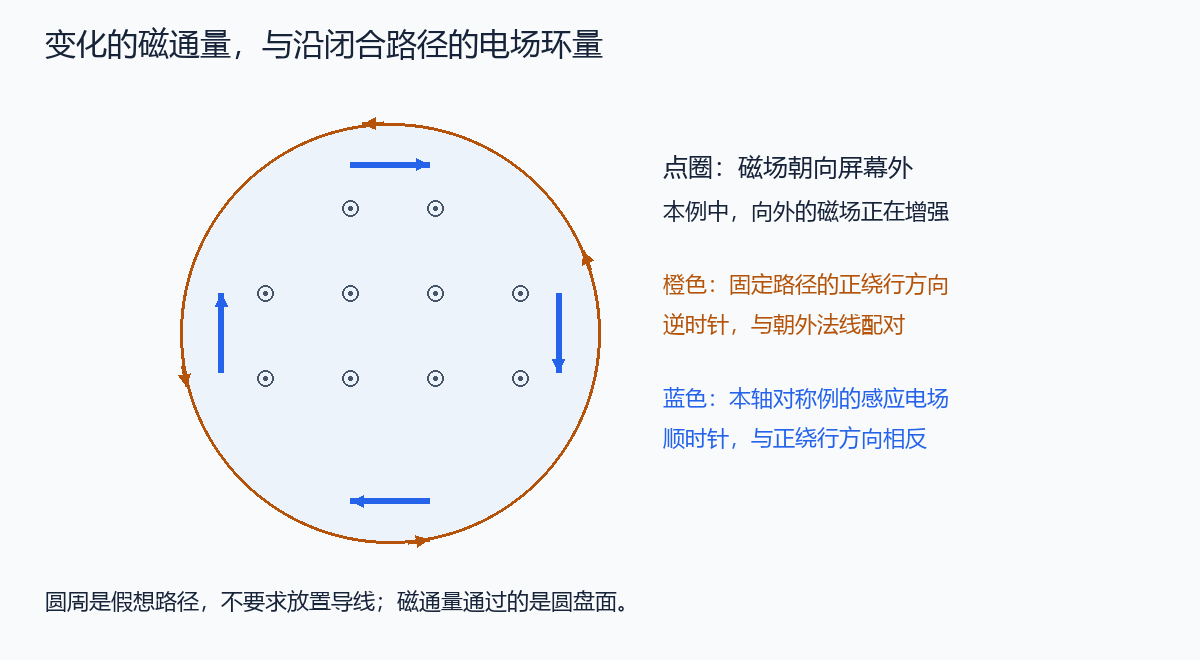 变化的磁通量，与沿闭合路径的电场环量
点圈：磁场朝向屏幕外
本例中，向外的磁场正在增强
橙色：固定路径的正绕行方向
逆时针，与朝外法线配对
蓝色：本轴对称例的感应电场
顺时针，与正绕行方向相反
圆周是假想路径，不要求放置导线；磁通量通过的是圆盘面。